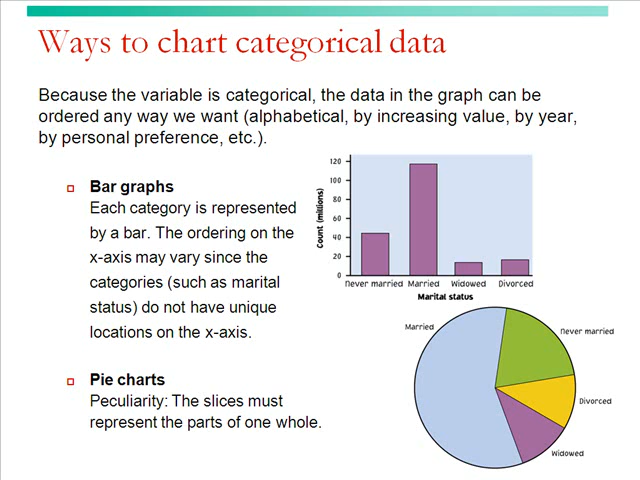 Ways to chart categorical data
Because the variable is categorical, the data in the graph can be
ordered any way we want (alphabetical, by increasing value, by year,
by personal preference, etc.).
Bar graphs
Each category is represented
by a bar. The ordering on the
x-axis may vary since the
categories (such as marital
status) do not have unique
locations on the x-axis.
Pie charts
Peculiarity: The slices must
represent the parts of one whole.
Count (millions)
120
100
80
60
40
20
0
Never married Married Widowed Divorced
Marital status
Married
Never married
Divorced
Widowed